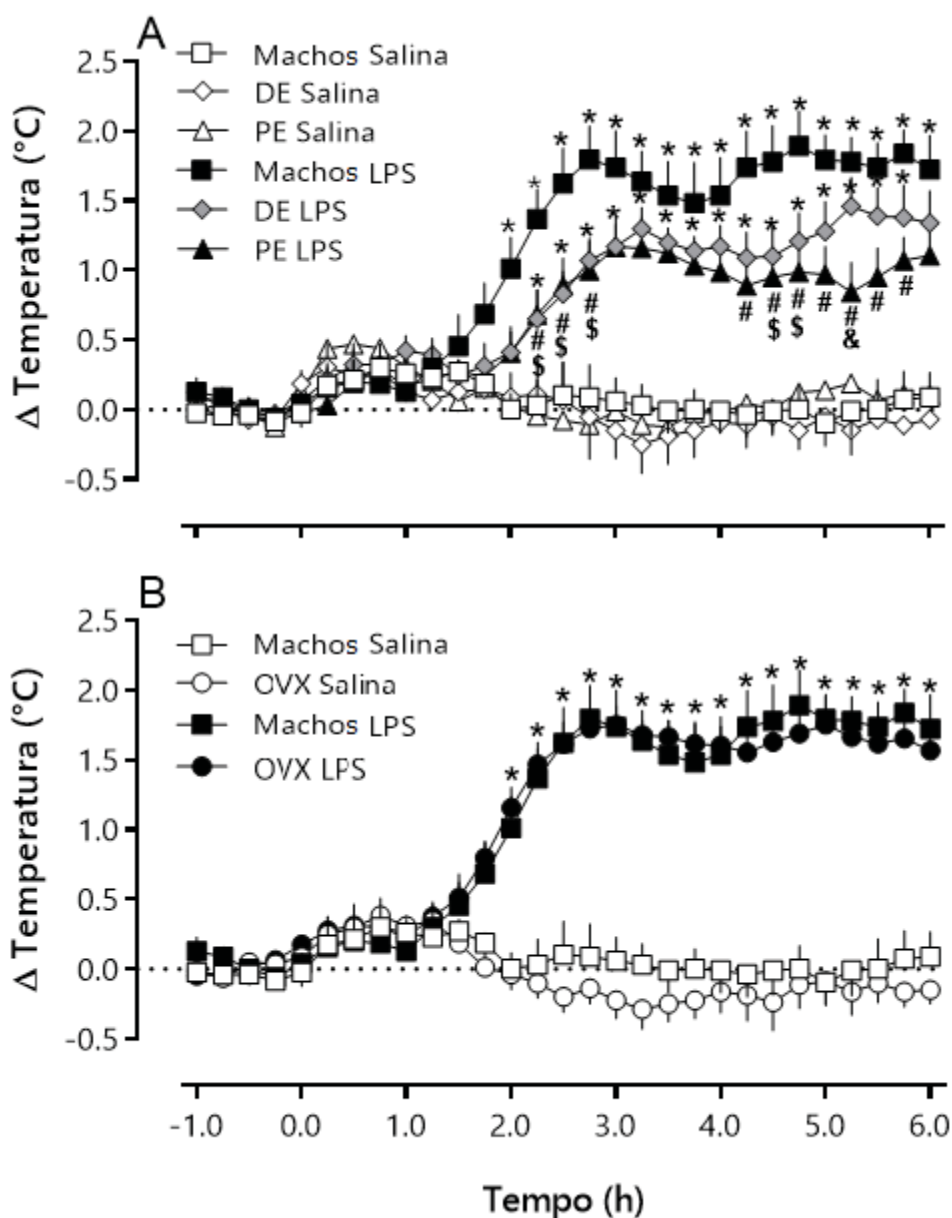 A
2.5
2.0
1.5
1.0
0.5
0.0
-0.5
Δ Temperatura (°C)
Machos Salina
DE Salina
PE Salina
Machos LPS
DE LPS
PE LPS
* * * * * * * * * * * * * * * * *
* * * * * * * * * * * * * * *
# # # # # # # # # #
$ $ $ $ $ &
B
2.5
2.0
1.5
1.0
0.5
0.0
-0.5
Δ Temperatura (°C)
Machos Salina
OVX Salina
Machos LPS
OVX LPS
* * * * * * * * * * * * * * * * *
-1.0 0.0 1.0 2.0 3.0 4.0 5.0 6.0
Tempo (h)